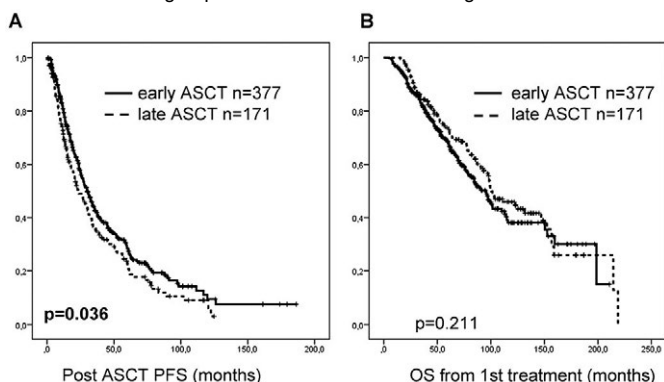 A
1,0
0,8
0,6
0,4
0,2
0,0
early ASCT n=377
late ASCT n=171
p=0.036
,0 50,0 100,0 150,0 200,0
Post ASCT PFS (months)
B
1,0
0,8
0,6
0,4
0,2
0,0
early ASCT n=377
late ASCT n=171
p=0.211
,0 50,0 100,0 150,0 200,0 250,0
OS from 1st treatment (months)